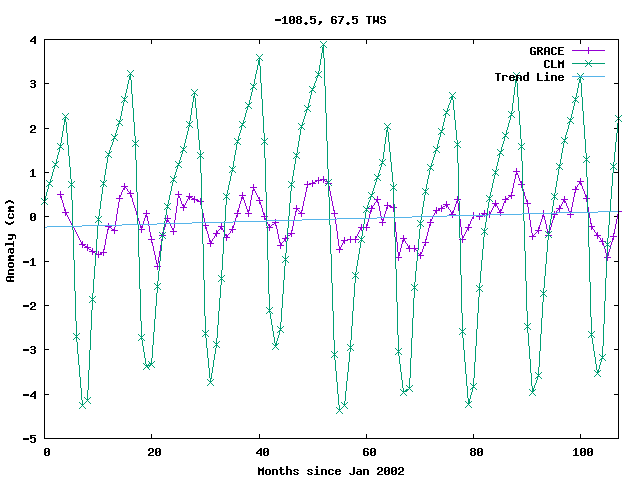 -108.5, 67.5 TWS
GRACE
CLM
Trend Line
4
3
2
1
0
-1
-2
-3
-4
-5
Anomaly (cm)
0 20 40 60 80 100
Months since Jan 2002